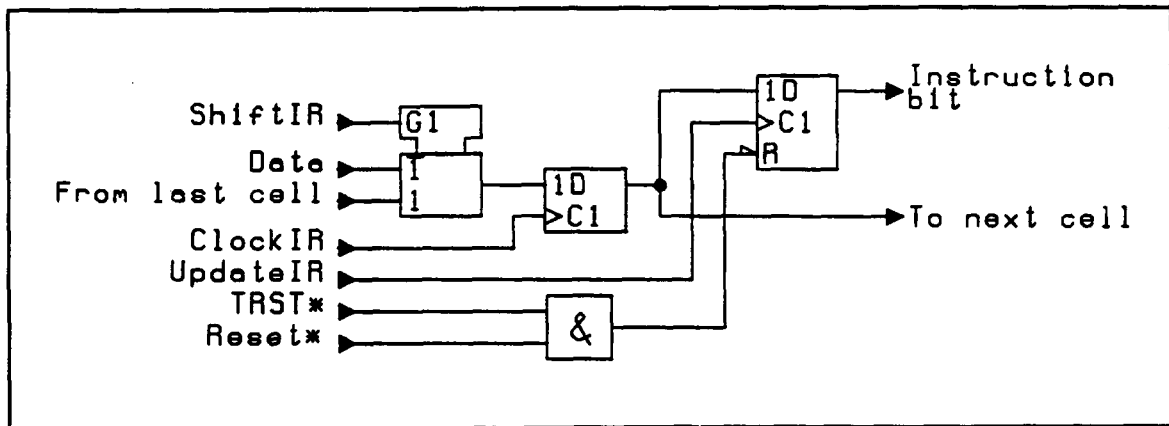 ShiftIR
G1
Data
1
From last cell
1
1D
C1
ClockIR
UpdateIR
TRST*
Reset*
&
1D
C1
R
Instruction
bit
To next cell